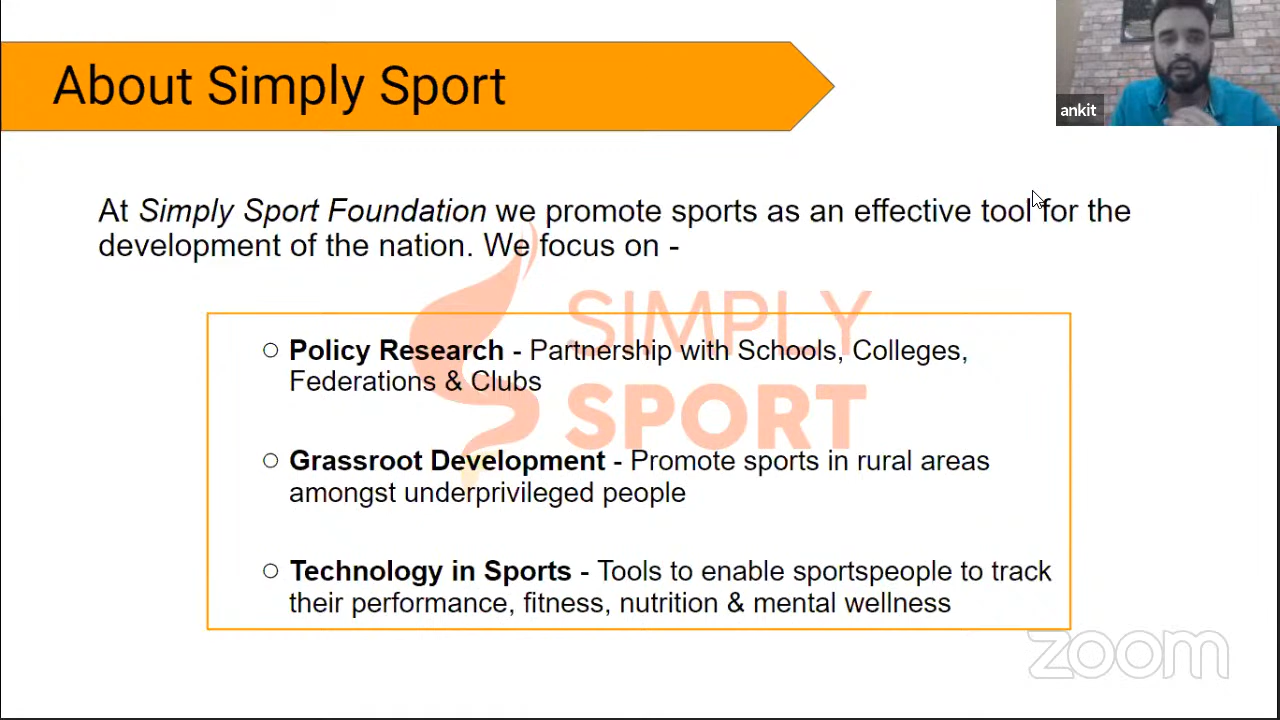 About Simply Sport
ankit
At Simply Sport Foundation we promote sports as an effective tool for the
development of the nation. We focus on -
SIMPLY
SPORT
○ Policy Research - Partnership with Schools, Colleges,
Federations & Clubs
○ Grassroot Development - Promote sports in rural areas
amongst underprivileged people
○ Technology in Sports - Tools to enable sportspeople to track
their performance, fitness, nutrition & mental wellness
zoom